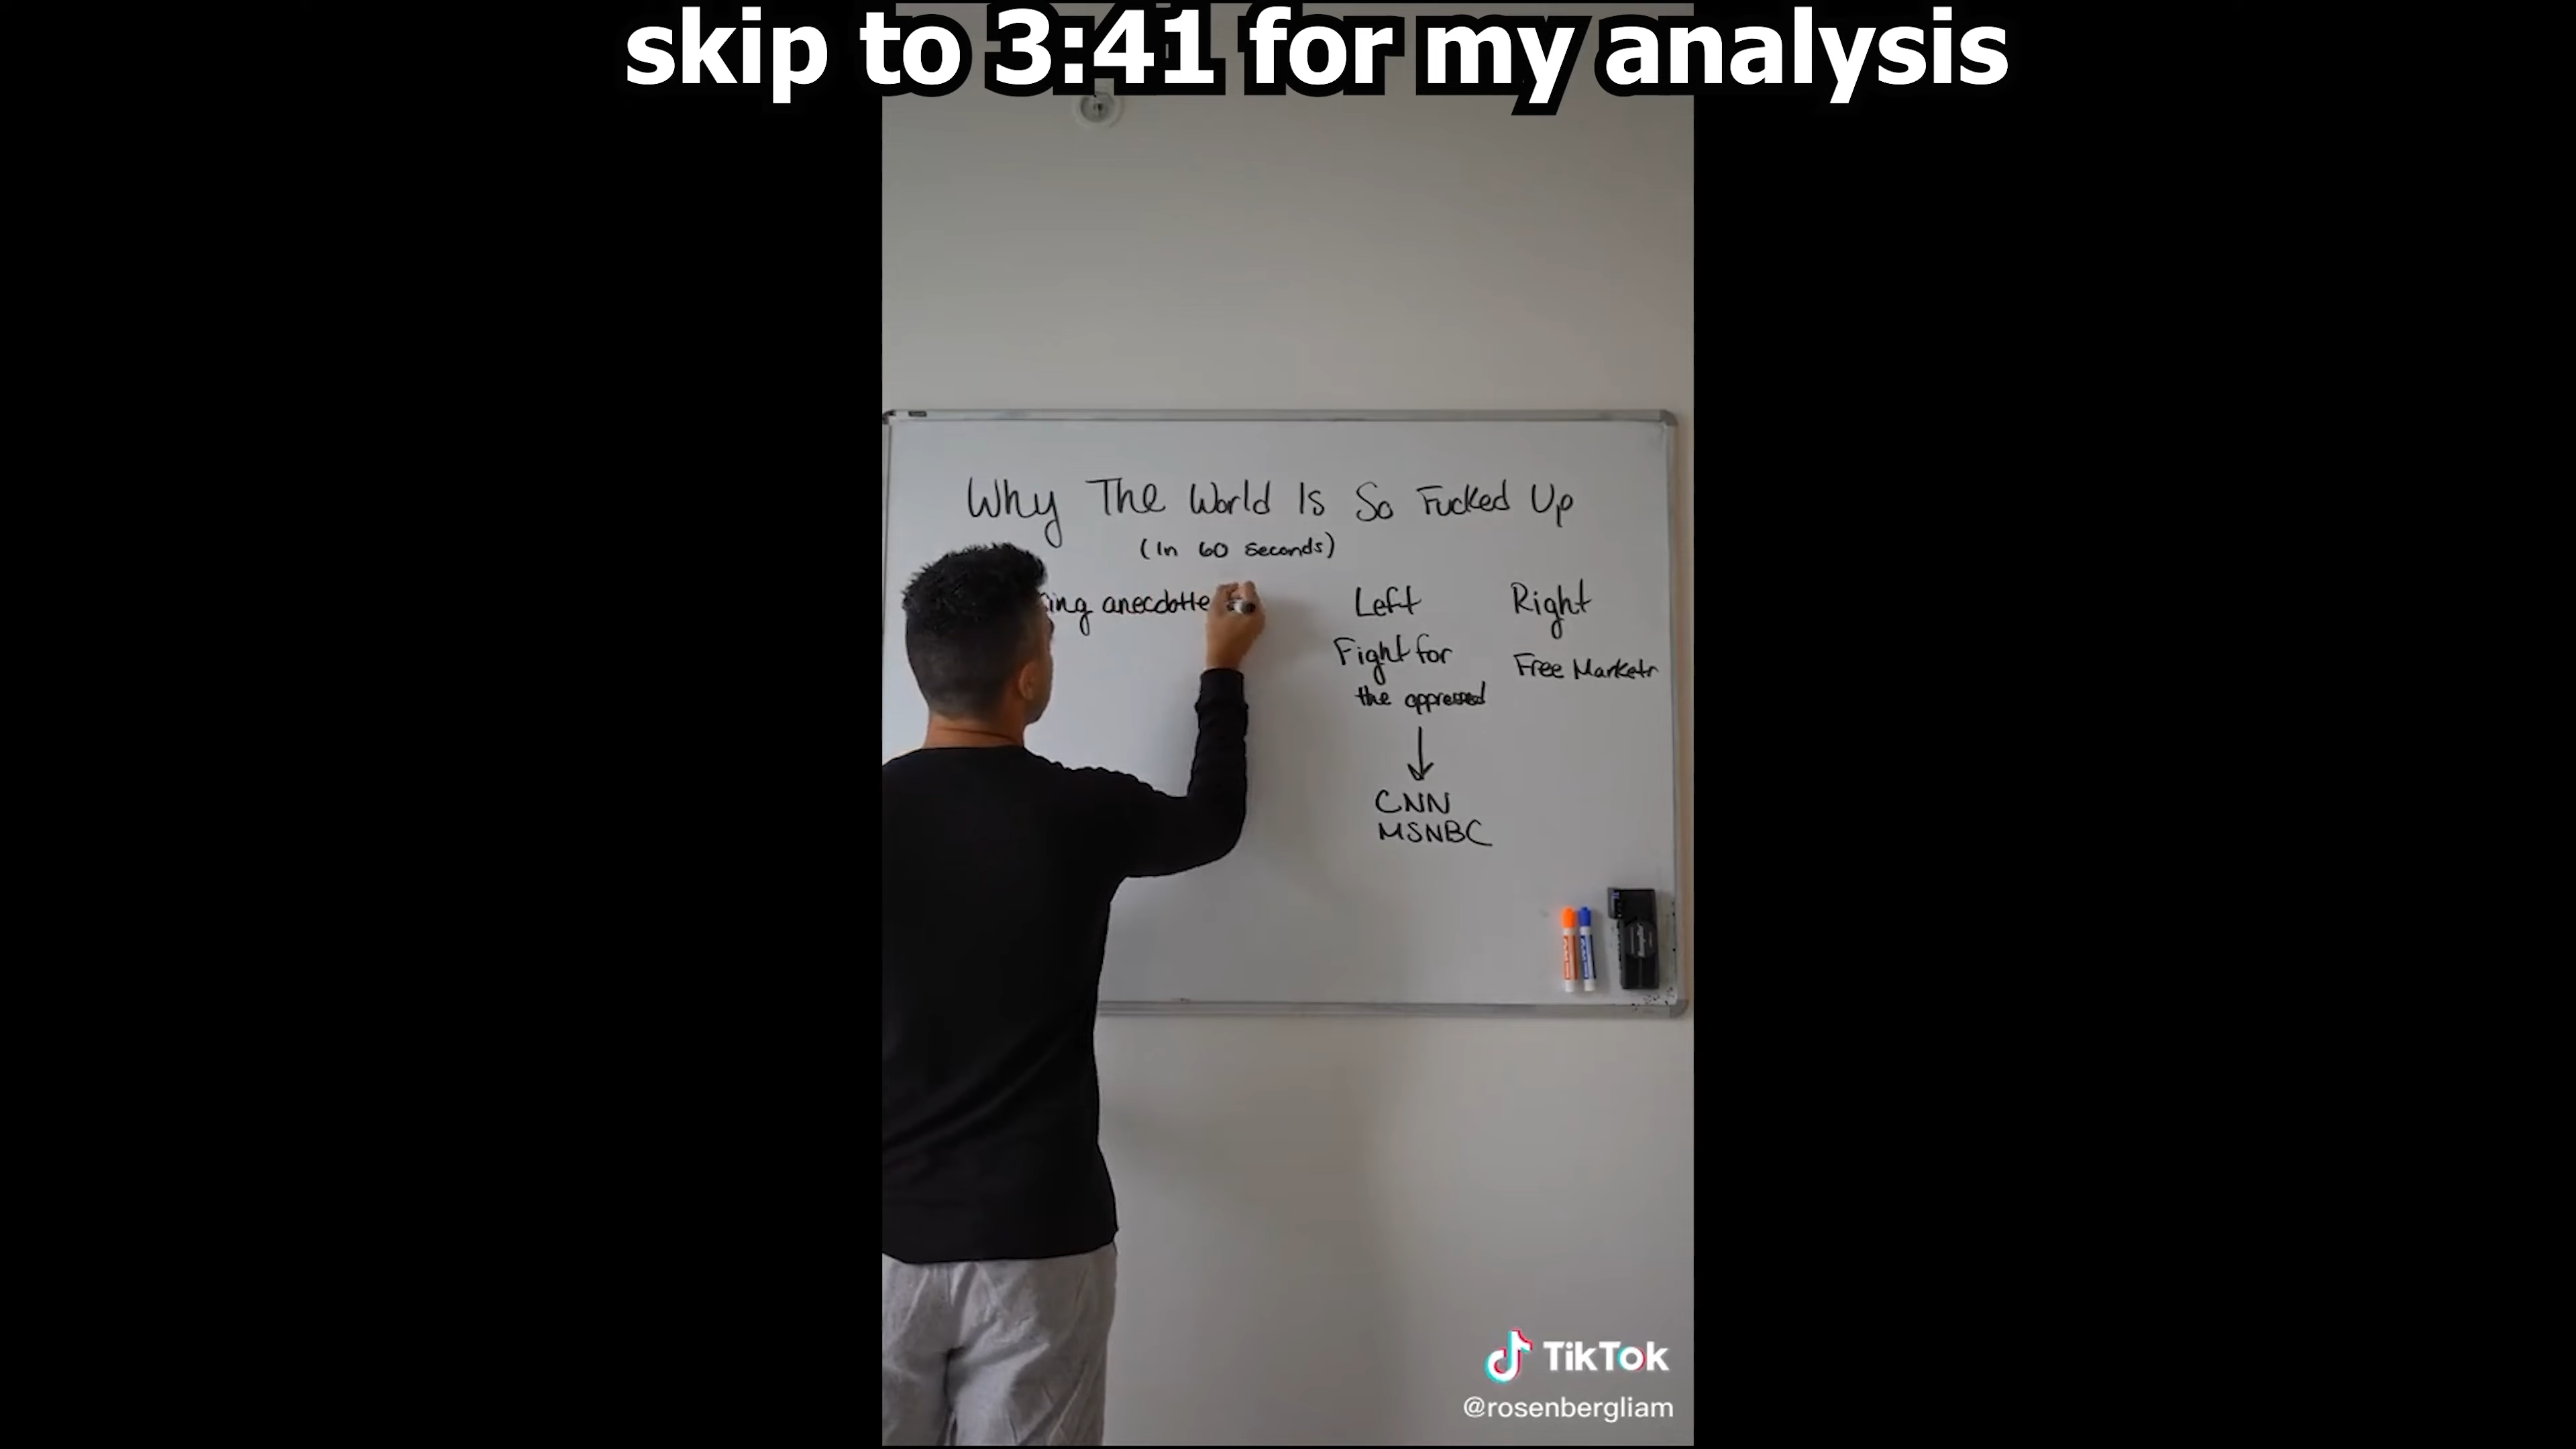 skip to 3:41 for my analysis
Why The World Is So Fucked Up
(In 60 Seconds)
anecdotte
Left
Right
Fight for
the oppressed
Free Markets
CNN
MSNBC
TikTok
@rosenbergliam